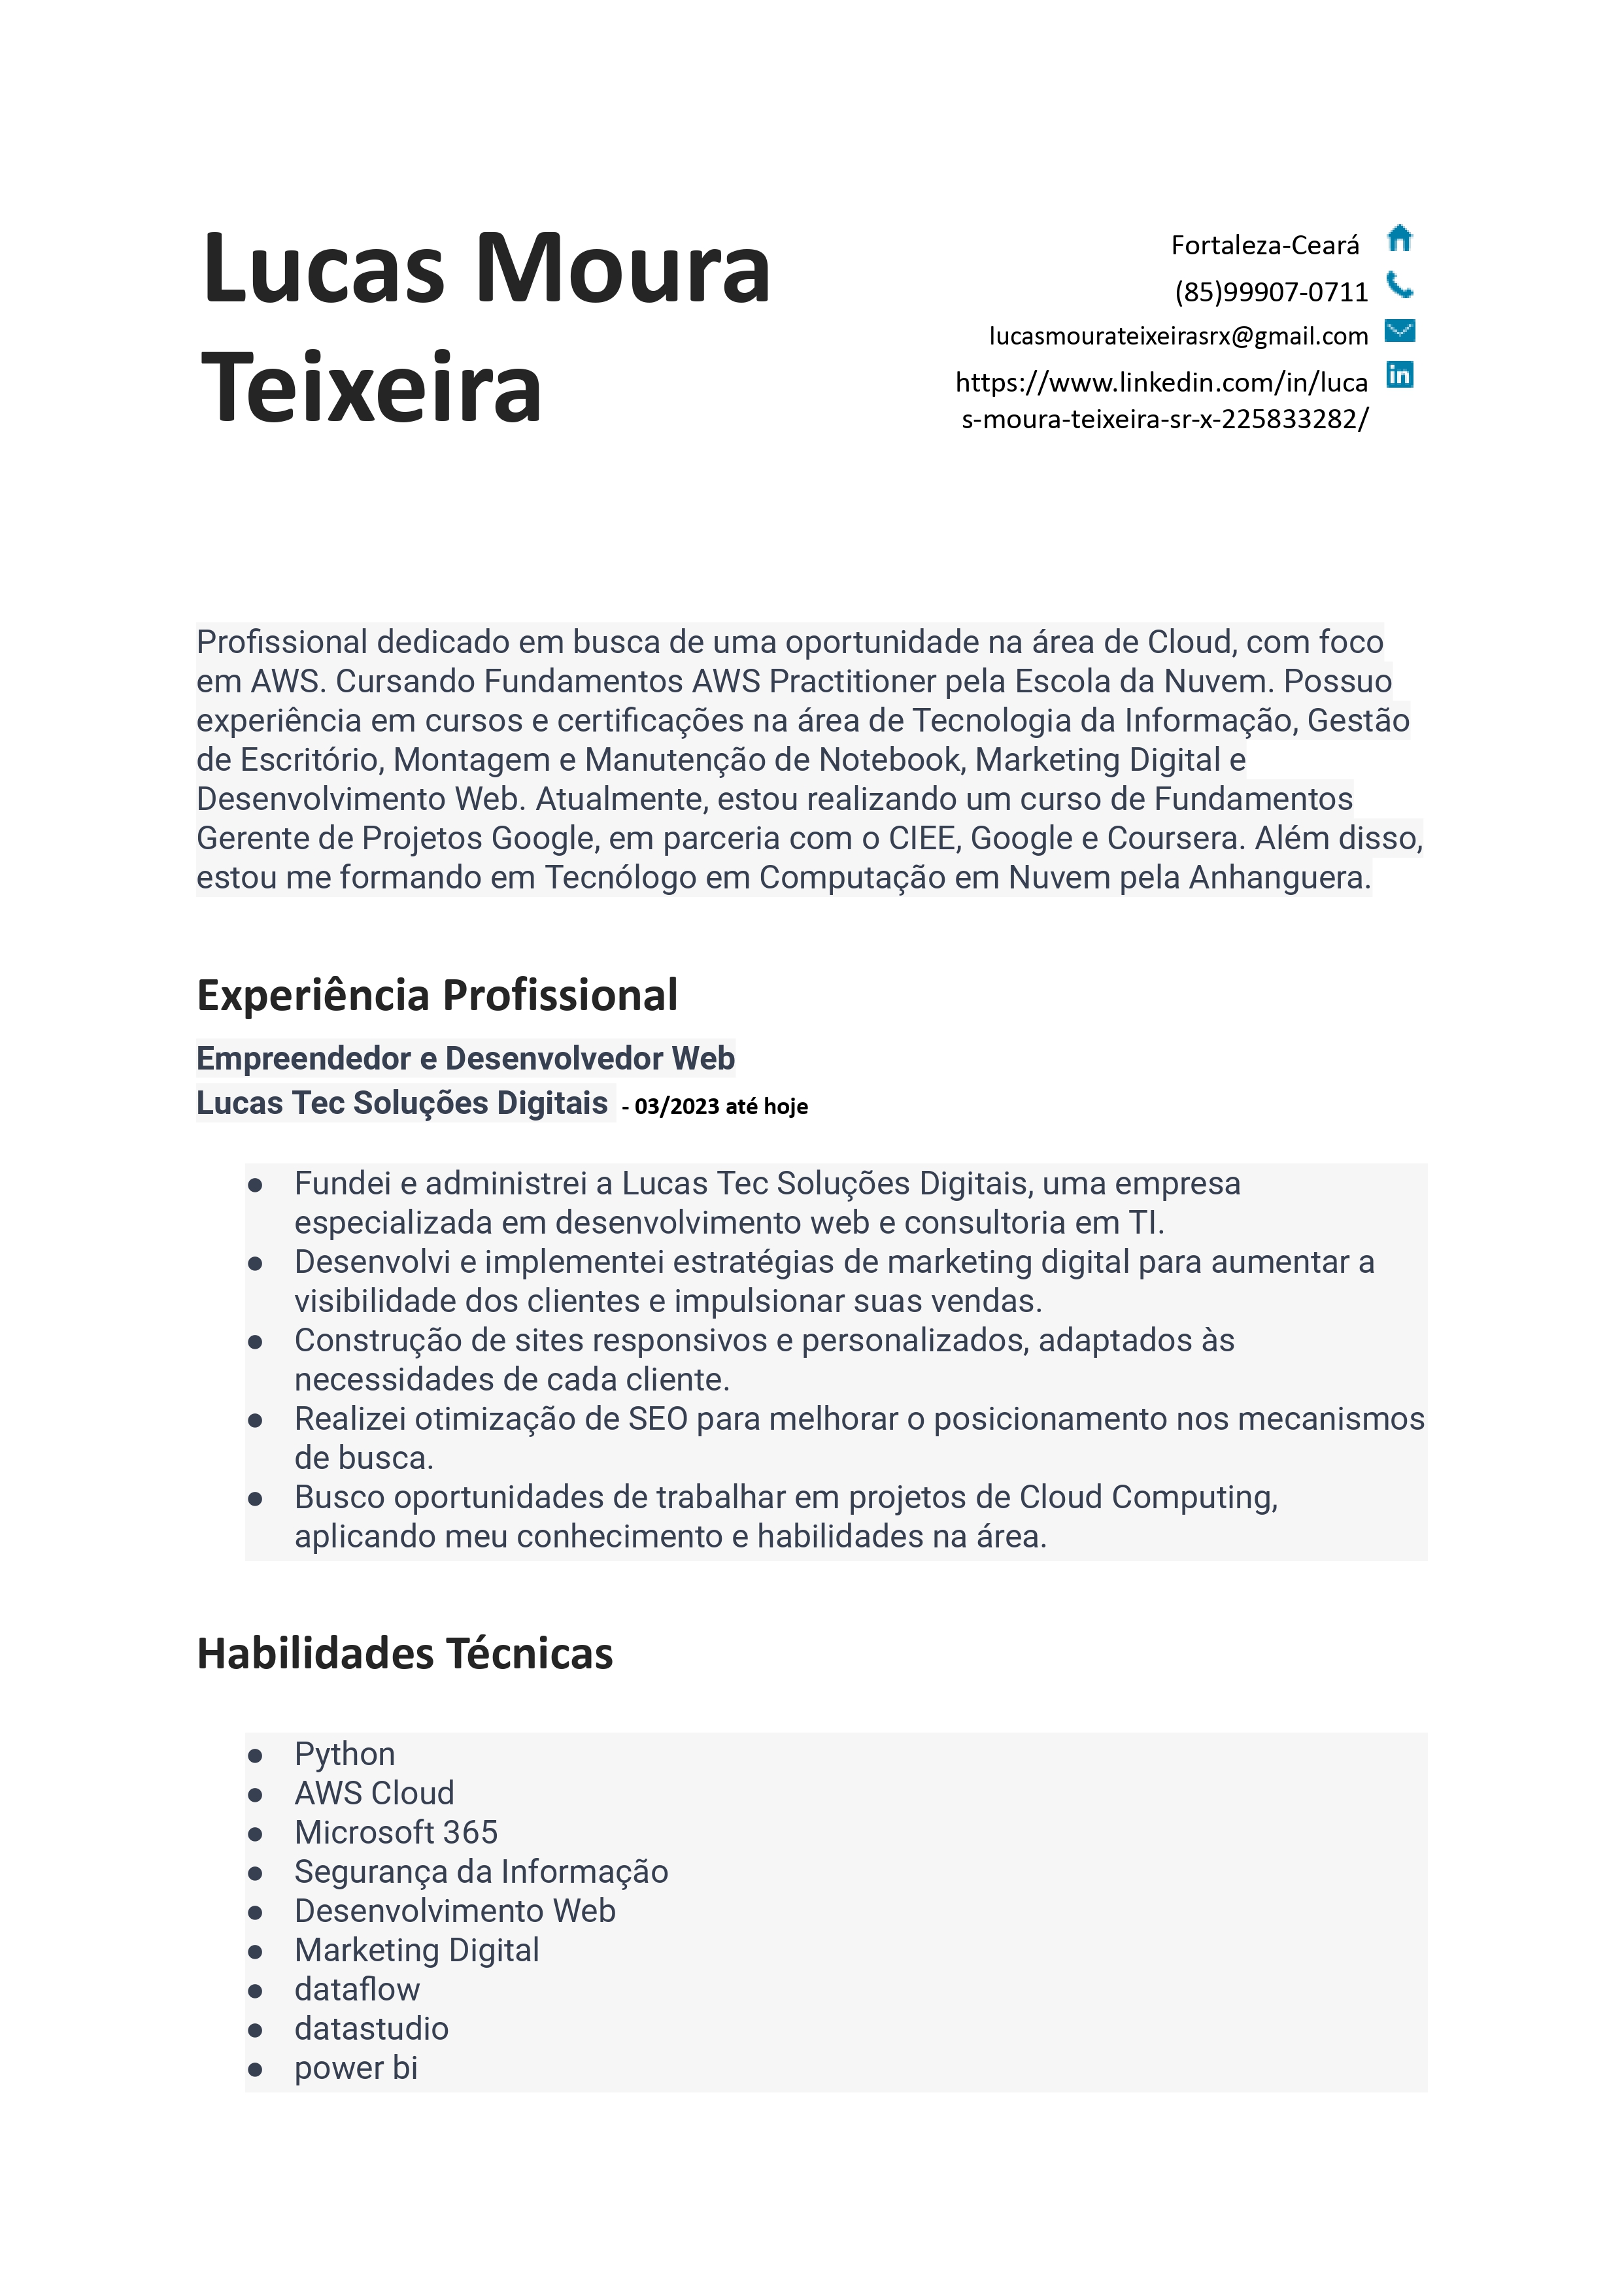 Lucas Moura
Teixeira
Fortaleza-Ceará
(85)99907-0711
lucasmourateixeirasrx@gmail.com
https://www.linkedin.com/in/luca
s-moura-teixeira-sr-x-225833282/
Profissional dedicado em busca de uma oportunidade na área de Cloud, com foco
em AWS. Cursando Fundamentos AWS Practitioner pela Escola da Nuvem. Possuo
experiência em cursos e certificações na área de Tecnologia da Informação, Gestão
de Escritório, Montagem e Manutenção de Notebook, Marketing Digital e
Desenvolvimento Web. Atualmente, estou realizando um curso de Fundamentos
Gerente de Projetos Google, em parceria com o CIEE, Google e Coursera. Além disso,
estou me formando em Tecnólogo em Computação em Nuvem pela Anhanguera.
Experiência Profissional
Empreendedor e Desenvolvedor Web
Lucas Tec Soluções Digitais - 03/2023 até hoje
● Fundei e administrei a Lucas Tec Soluções Digitais, uma empresa
especializada em desenvolvimento web e consultoria em TI.
● Desenvolvi e implementei estratégias de marketing digital para aumentar a
visibilidade dos clientes e impulsionar suas vendas.
● Construção de sites responsivos e personalizados, adaptados às
necessidades de cada cliente.
● Realizei otimização de SEO para melhorar o posicionamento nos mecanismos
de busca.
● Busco oportunidades de trabalhar em projetos de Cloud Computing,
aplicando meu conhecimento e habilidades na área.
Habilidades Técnicas
● Python
● AWS Cloud
● Microsoft 365
● Segurança da Informação
● Desenvolvimento Web
● Marketing Digital
● dataflow
● datastudio
● power bi